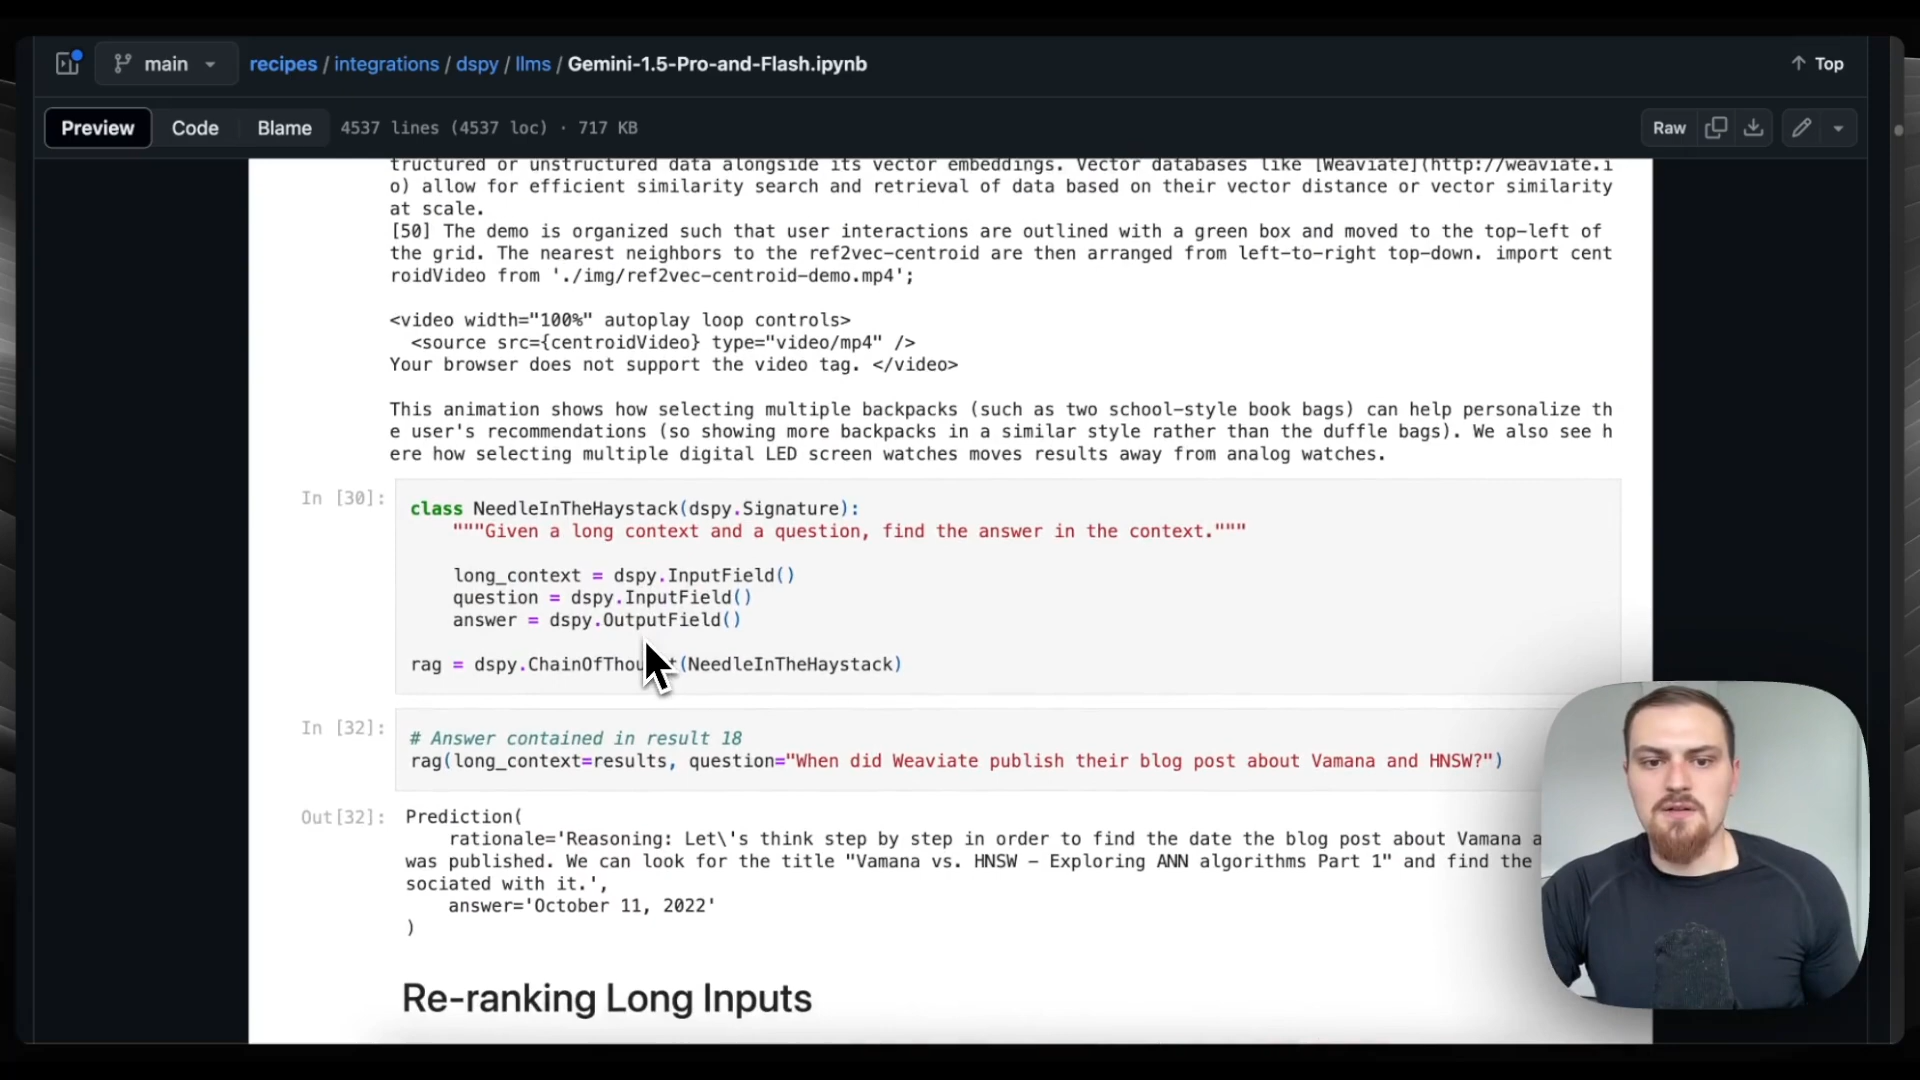 main
recipes / integrations / dspy / llms / Gemini-1.5-Pro-and-Flash.ipynb
Top
Preview
Code
Blame
4537 lines (4537 loc) · 717 KB
Raw
tructured or unstructured data alongside its vector embeddings. Vector databases like [Weaviate](http://weaviate.i
o) allow for efficient similarity search and retrieval of data based on their vector distance or vector similarity
at scale.
[50] The demo is organized such that user interactions are outlined with a green box and moved to the top-left of
the grid. The nearest neighbors to the ref2vec-centroid are then arranged from left-to-right top-down. import cent
roidVideo from './img/ref2vec-centroid-demo.mp4';
<video width="100%" autoplay loop controls>
<source src={centroidVideo} type="video/mp4" />
Your browser does not support the video tag. </video>
This animation shows how selecting multiple backpacks (such as two school-style book bags) can help personalize th
e user's recommendations (so showing more backpacks in a similar style rather than the duffle bags). We also see h
ere how selecting multiple digital LED screen watches moves results away from analog watches.
In [30]:
class NeedleInTheHaystack(dspy.Signature):
"""Given a long context and a question, find the answer in the context."""
long_context = dspy.InputField()
question = dspy.InputField()
answer = dspy.OutputField()
rag = dspy.ChainOfThou t(NeedleInTheHaystack)
In [32]:
# Answer contained in result 18
rag(long_context=results, question="When did Weaviate publish their blog post about Vamana and HNSW?")
Out[32]:
Prediction(
rationale='Reasoning: Let\'s think step by step in order to find the date the blog post about Vamana a
was published. We can look for the title "Vamana vs. HNSW - Exploring ANN algorithms Part 1" and find the
sociated with it.',
answer='October 11, 2022'
)
Re-ranking Long Inputs